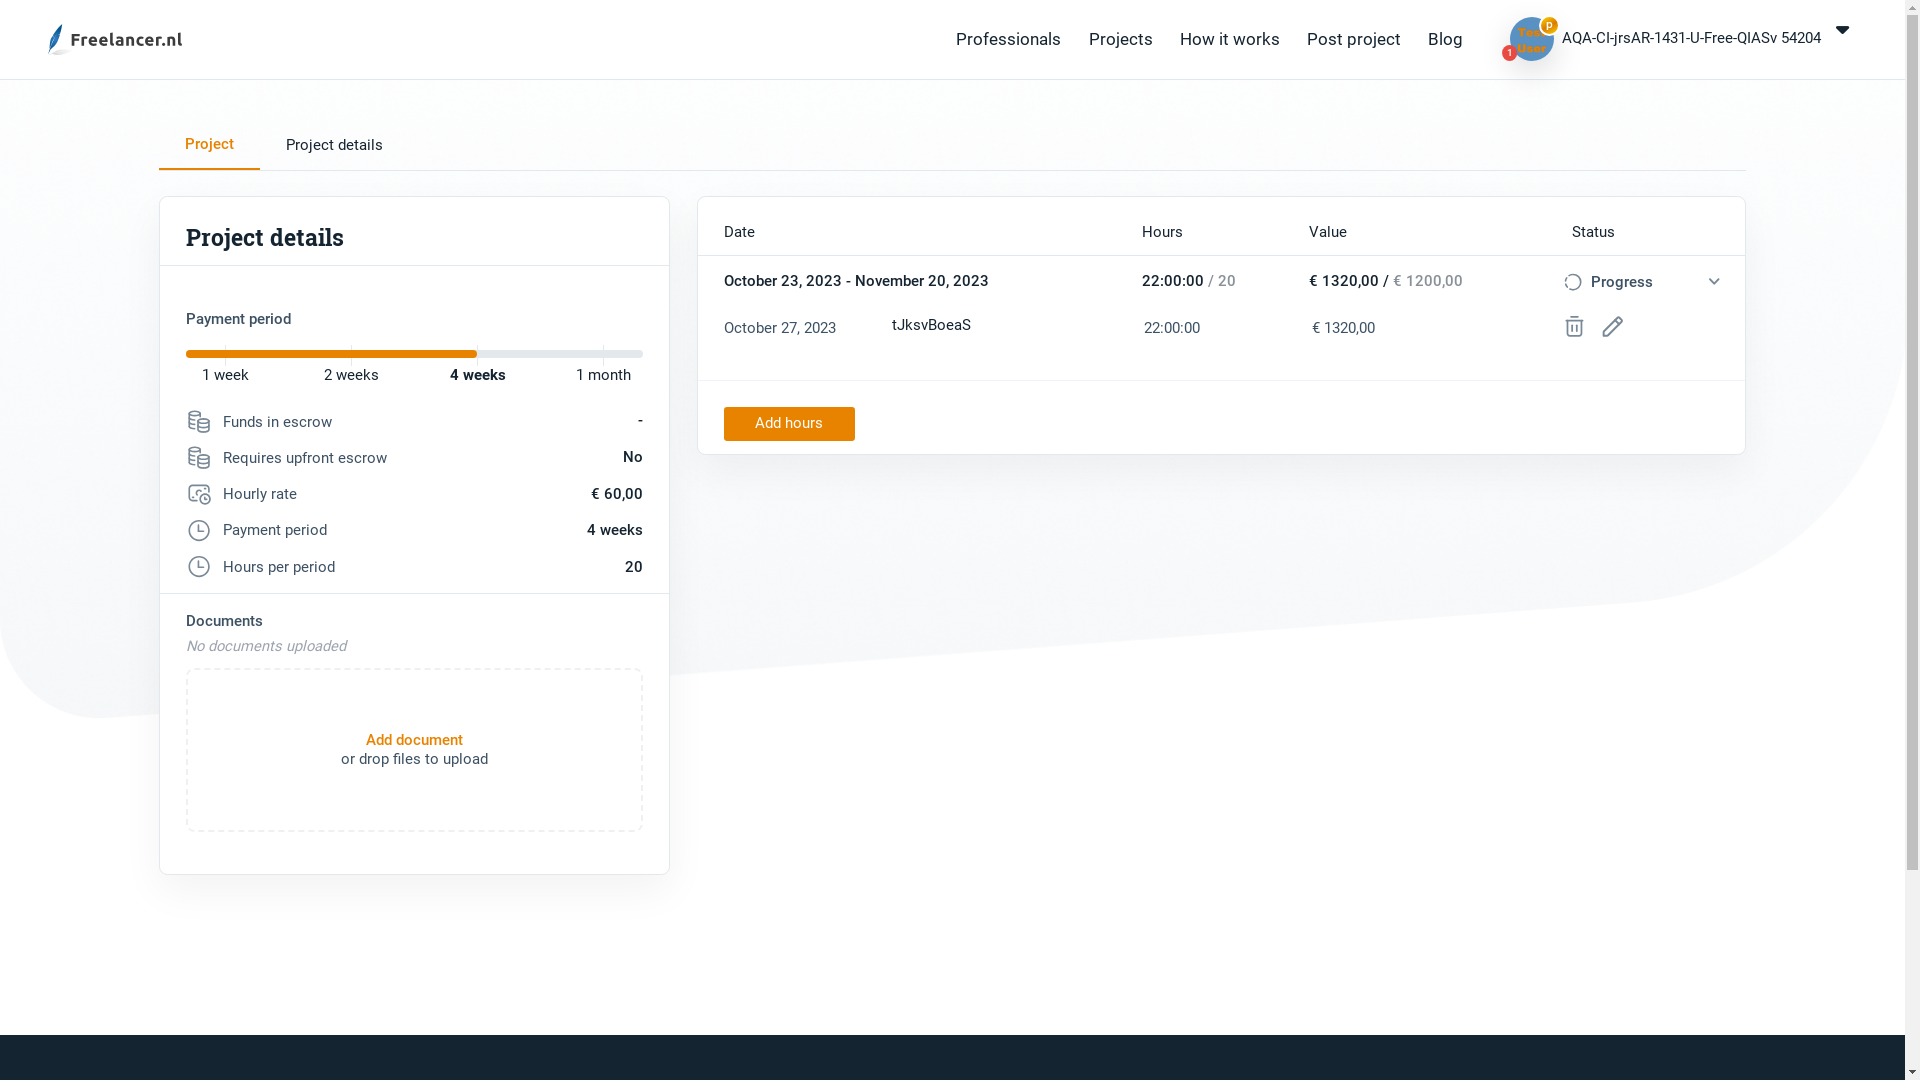 Freelancer.nl
Professionals Projects How it works Post project Blog
p
Test
User
1
AQA-CI-jrsAR-1431-U-Free-QIASv 54204
Project Project details
Project details
Payment period
1 week 2 weeks 4 weeks 1 month
Funds in escrow -
Requires upfront escrow No
Hourly rate € 60,00
Payment period 4 weeks
Hours per period 20
Documents
No documents uploaded
Add document
or drop files to upload
Date Hours Value Status
October 23, 2023 - November 20, 2023 22:00:00 / 20 € 1320,00 / € 1200,00 Progress
October 27, 2023 tJksvBoeaS 22:00:00 € 1320,00
Add hours